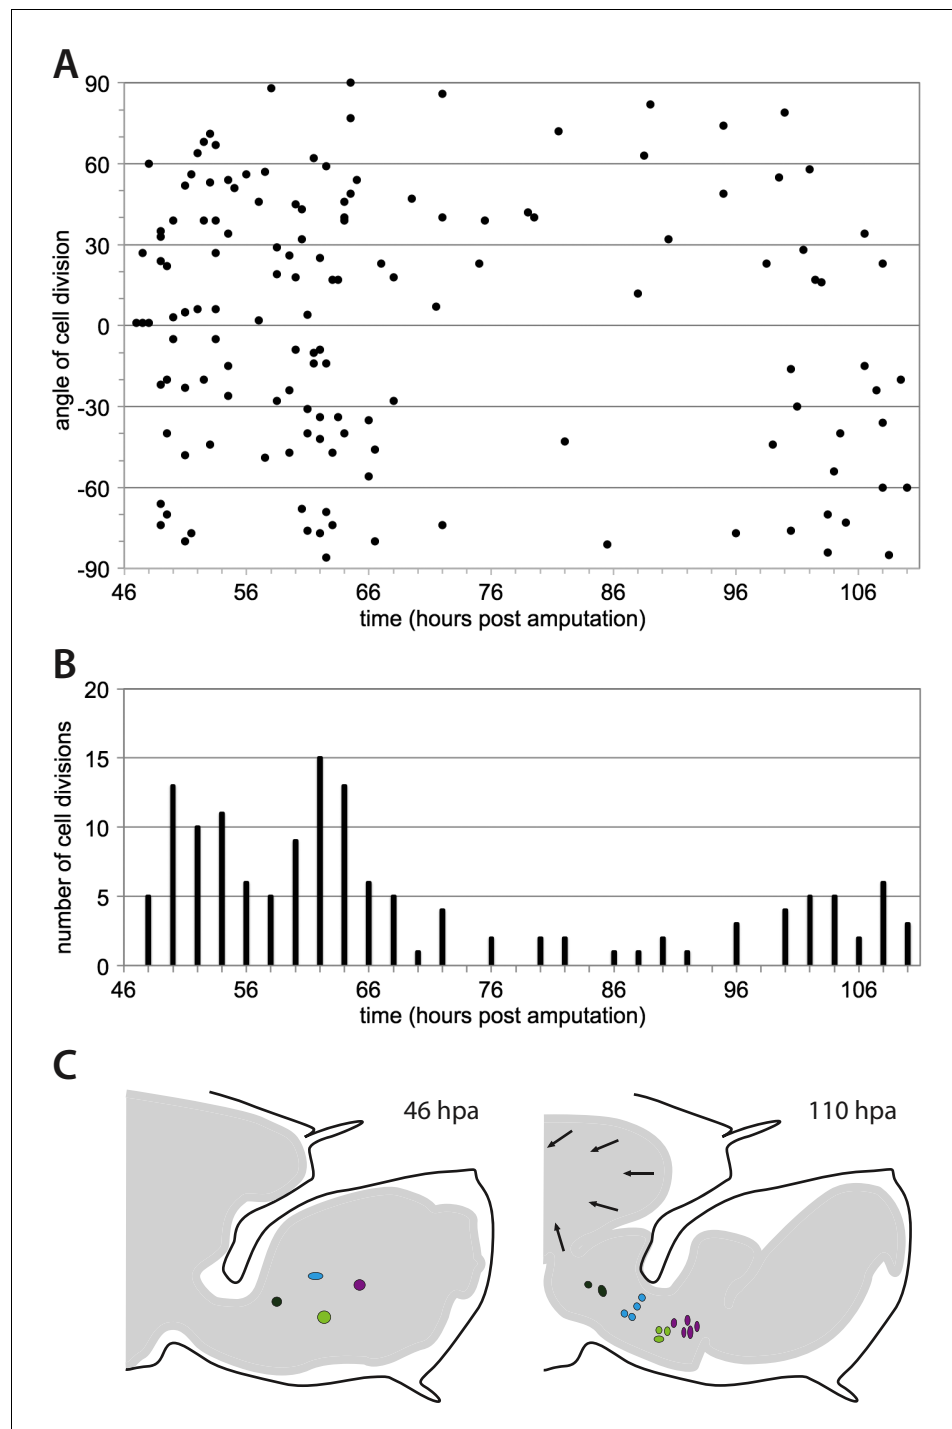 A
90
60
30
0
-30
-60
-90
angle of cell division
46 56 66 76 86 96 106
time (hours post amputation)
B
20
15
10
5
0
number of cell divisions
46 56 66 76 86 96 106
time (hours post amputation)
C
46 hpa 110 hpa